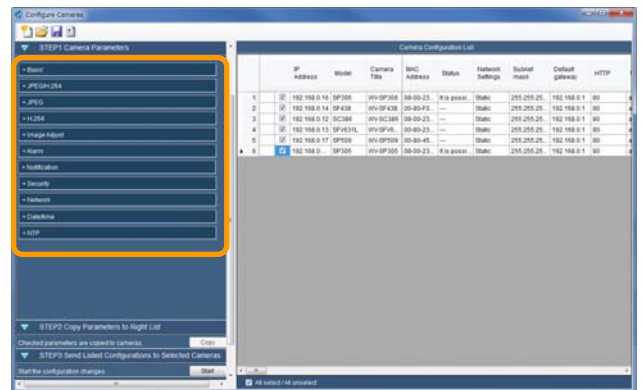 Configure Cameras
STEP1 Camera Parameters
Camera Configuration List
+Basic
+JPEG/H.264
+JPEG
+H.264
+Image Adjust
+Alarm
+Notification
+Security
+Network
+Date/time
+NTP
IP Address Model Camera Title MAC Address Status Network Settings Subnet mask Default gateway HTTP
1 192.168.0.16 SP306 WV-SP306 08-00-23... It is possi... Static 255.255.25... 192.168.0.1 80
2 192.168.0.14 SF438 WV-SF438 00-80-F0... --- Static 255.255.25... 192.168.0.1 80
3 192.168.0.12 SC386 WV-SC386 00-80-23... --- Static 255.255.25... 192.168.0.1 80
4 192.168.0.13 SFV631L WV-SFV6... 00-80-23... --- Static 255.255.25... 192.168.0.1 80
5 192.168.0.17 SP509 WV-SP509 00-80-45... --- Static 255.255.25... 192.168.0.1 80
6 192.168.0... SP305 WV-SP305 08-00-23... It is possi... Static 255.255.25... 192.168.0.1 80
STEP2 Copy Parameters to Right List
Checked parameters are copied to cameras. Copy
STEP3 Send Listed Configurations to Selected Cameras
Start the configuration changes. Start
All select / All unselect